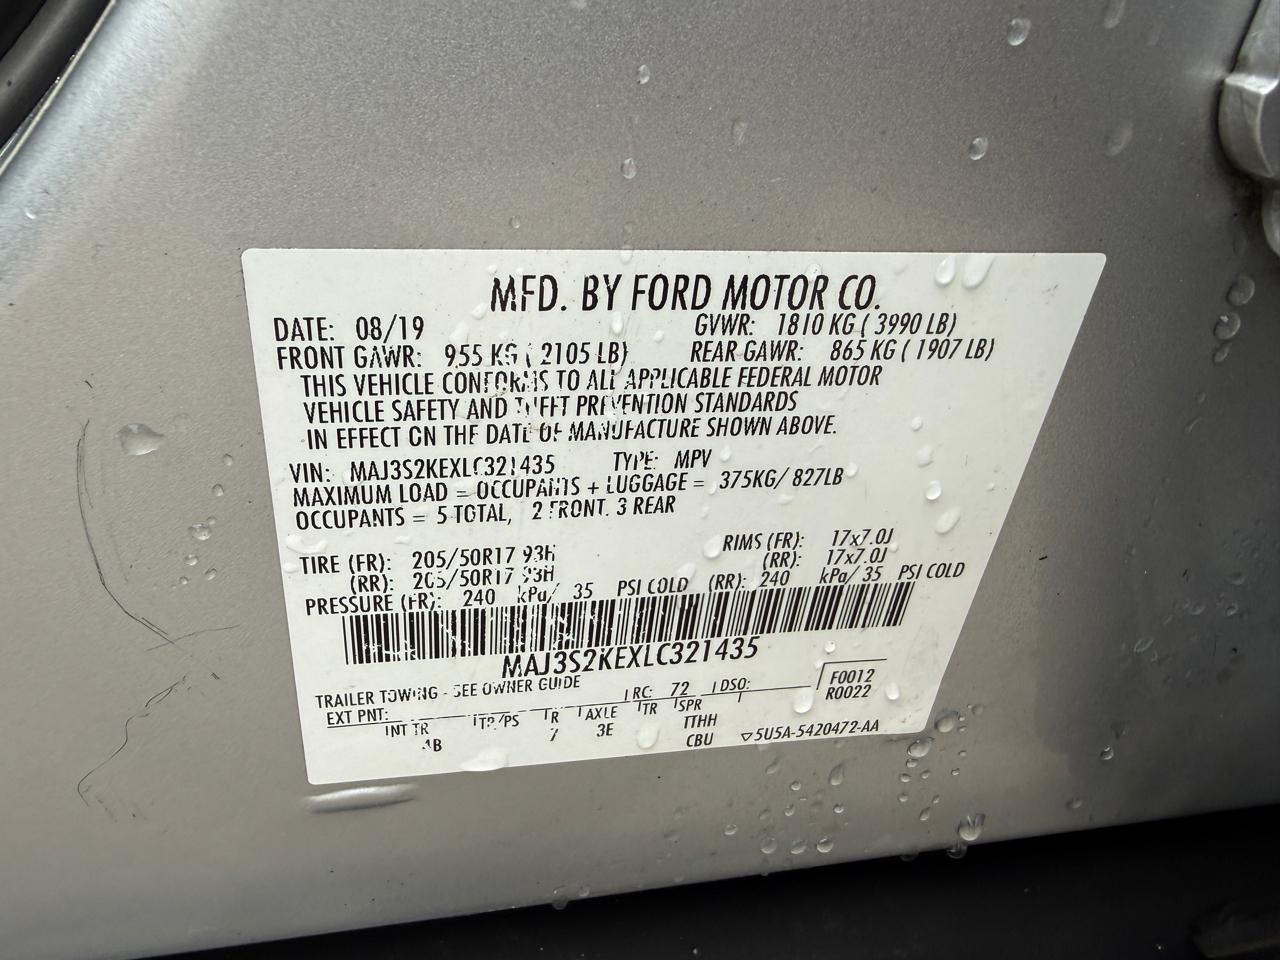 MFD. BY FORD MOTOR CO.
DATE: 08/19 GVWR: 1810 KG ( 3990 LB)
FRONT GAWR: 955 KG ( 2105 LB) REAR GAWR: 865 KG ( 1907 LB)
THIS VEHICLE CONFORMS TO ALL APPLICABLE FEDERAL MOTOR
VEHICLE SAFETY AND THEFT PREVENTION STANDARDS
IN EFFECT ON THE DATE OF MANUFACTURE SHOWN ABOVE.
VIN: MAJ3S2KEXLC321435 TYPE: MPV
MAXIMUM LOAD = OCCUPANTS + LUGGAGE = 375KG/ 827LB
OCCUPANTS = 5 TOTAL, 2 FRONT, 3 REAR
TIRE (FR): 205/50R17 93H RIMS (FR): 17x7.0J
(RR): 205/50R17 93H (RR): 17x7.0J
PRESSURE (FR): 240 kPa/ 35 PSI COLD (RR): 240 kPa/ 35 PSI COLD
MAJ3S2KEXLC321435
TRAILER TOWING - SEE OWNER GUIDE
EXT PNT: RC: 72 DSO: F0012
R0022
INT TR TP/PS R AXLE TR SPR
7 3E TTHH
CBU ▽5U5A-5420472-AA